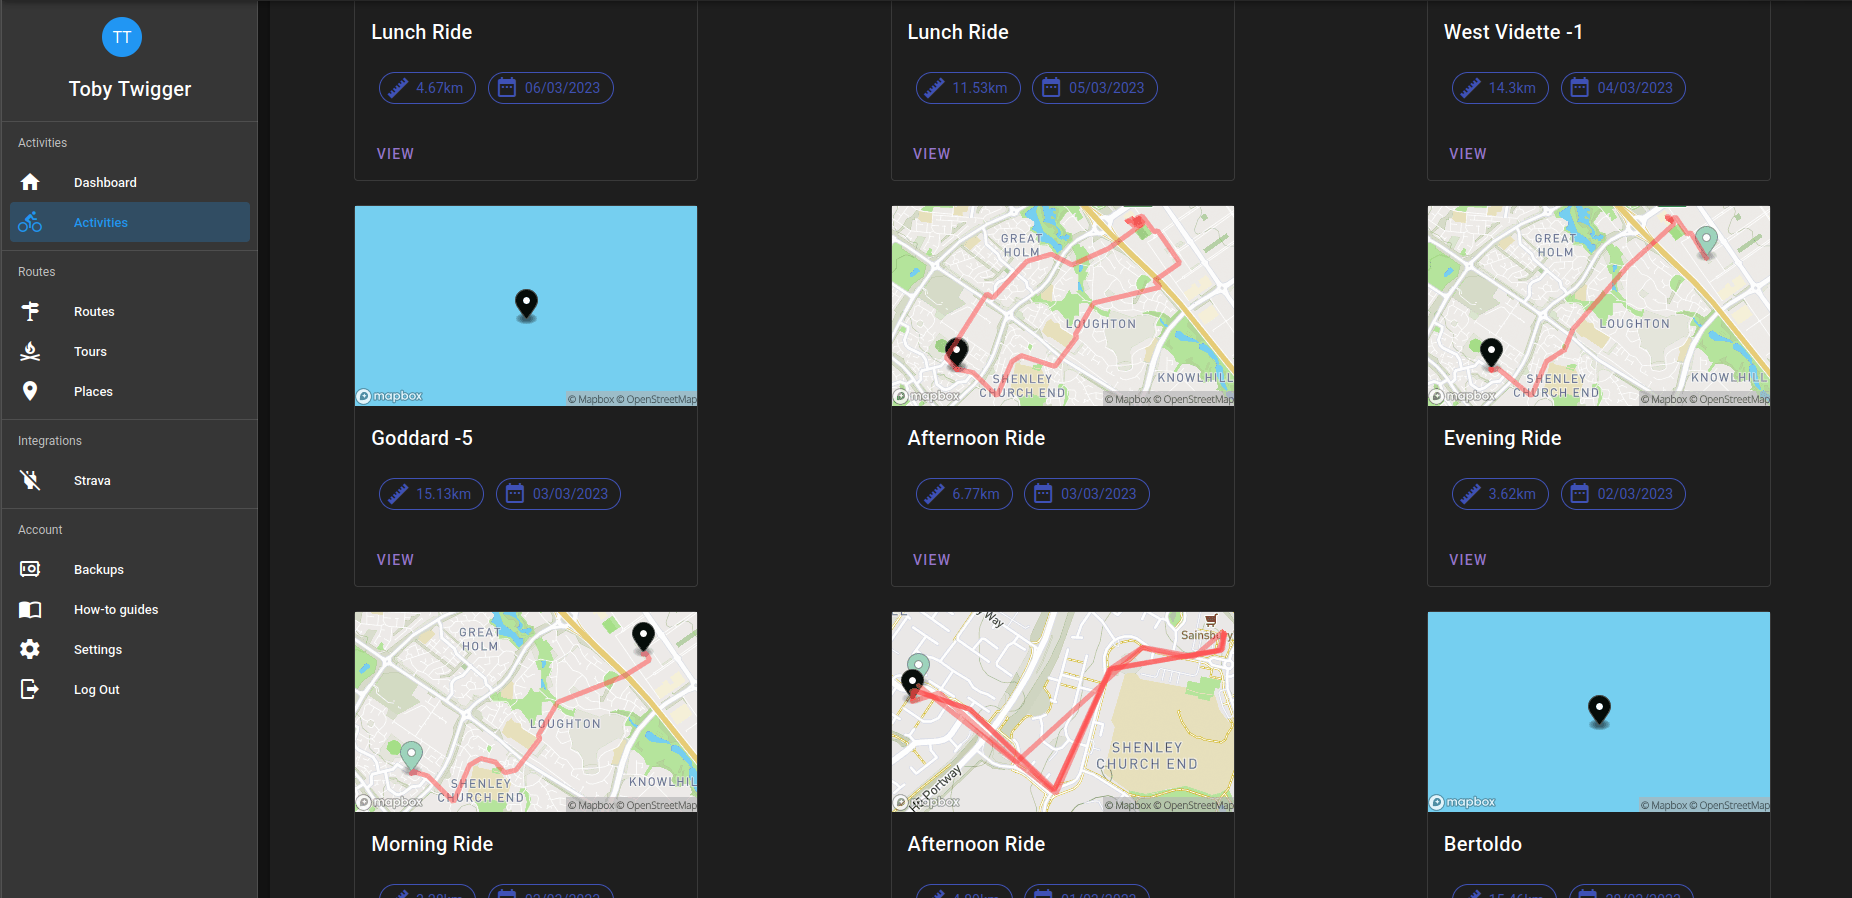 TT
Toby Twigger
Activities
Dashboard
Activities
Routes
Routes
Tours
Places
Integrations
Strava
Account
Backups
How-to guides
Settings
Log Out
Lunch Ride
4.67km
06/03/2023
VIEW
Lunch Ride
11.53km
05/03/2023
VIEW
West Vidette -1
14.3km
04/03/2023
VIEW
mapbox
© Mapbox © OpenStreetMap
Goddard -5
15.13km
03/03/2023
VIEW
GREAT
HOLM
LOUGHTON
SHENLEY
CHURCH END
KNOWLHILL
mapbox
© Mapbox © OpenStreetMap
Afternoon Ride
6.77km
03/03/2023
VIEW
GREAT
HOLM
LOUGHTON
SHENLEY
CHURCH END
KNOWLHILL
mapbox
© Mapbox © OpenStreetMap
Evening Ride
3.62km
02/03/2023
VIEW
GREAT
HOLM
LOUGHTON
SHENLEY
CHURCH END
KNOWLHIL
mapbox
© Mapbox © OpenStreetMap
Morning Ride
Way
Sainsbury
SHENLEY
CHURCH END
Portway
mapbox
© Mapbox © OpenStreetMap
Afternoon Ride
mapbox
© Mapbox © OpenStreetMap
Bertoldo